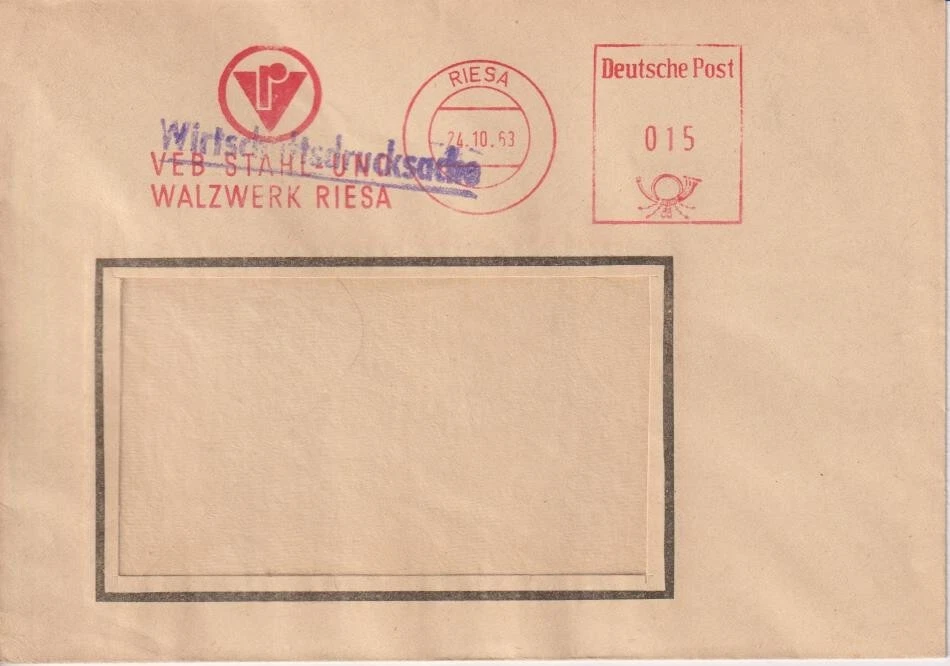 Wirtschaftsdrucksache
VEB STAHL- UND
WALZWERK RIESA
RIESA
24.10.63
Deutsche Post
015